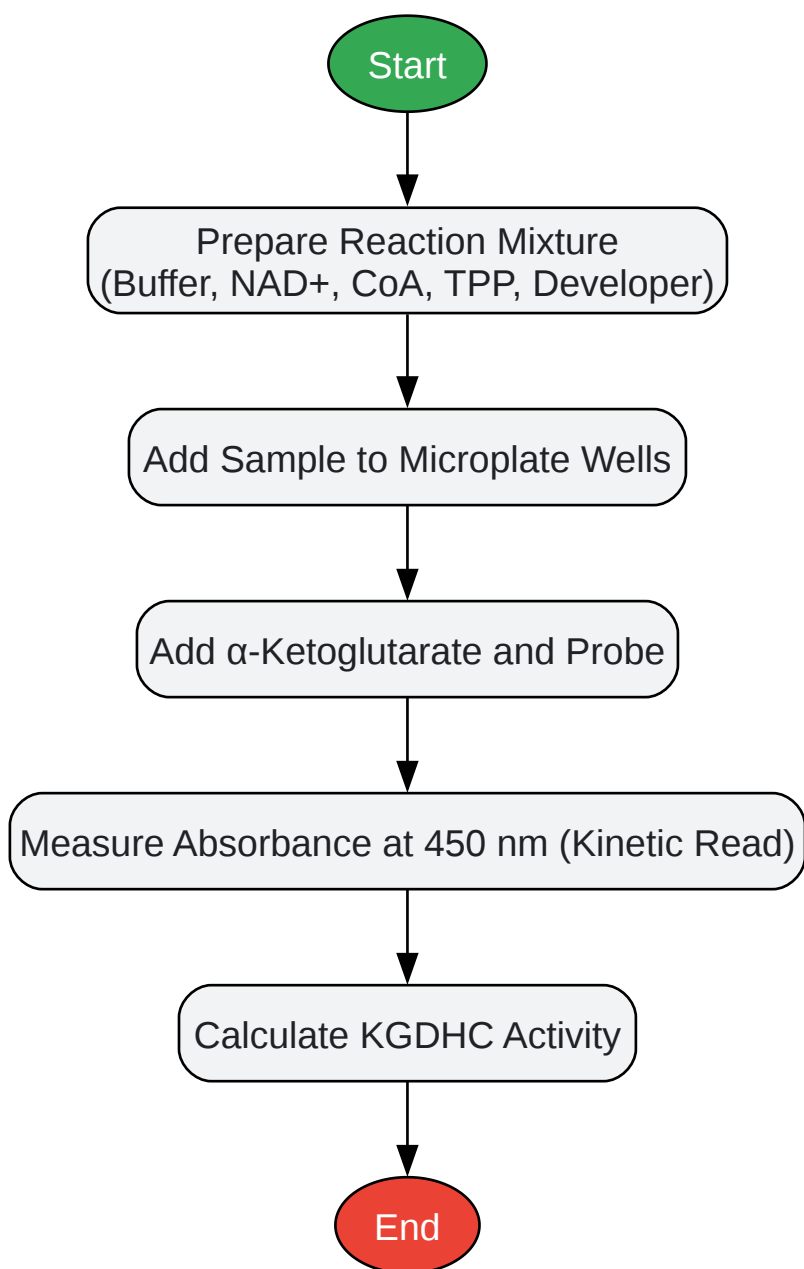 Start
Prepare Reaction Mixture
(Buffer, NAD+, CoA, TPP, Developer)
Add Sample to Microplate Wells
Add α-Ketoglutarate and Probe
Measure Absorbance at 450 nm (Kinetic Read)
Calculate KGDHC Activity
End